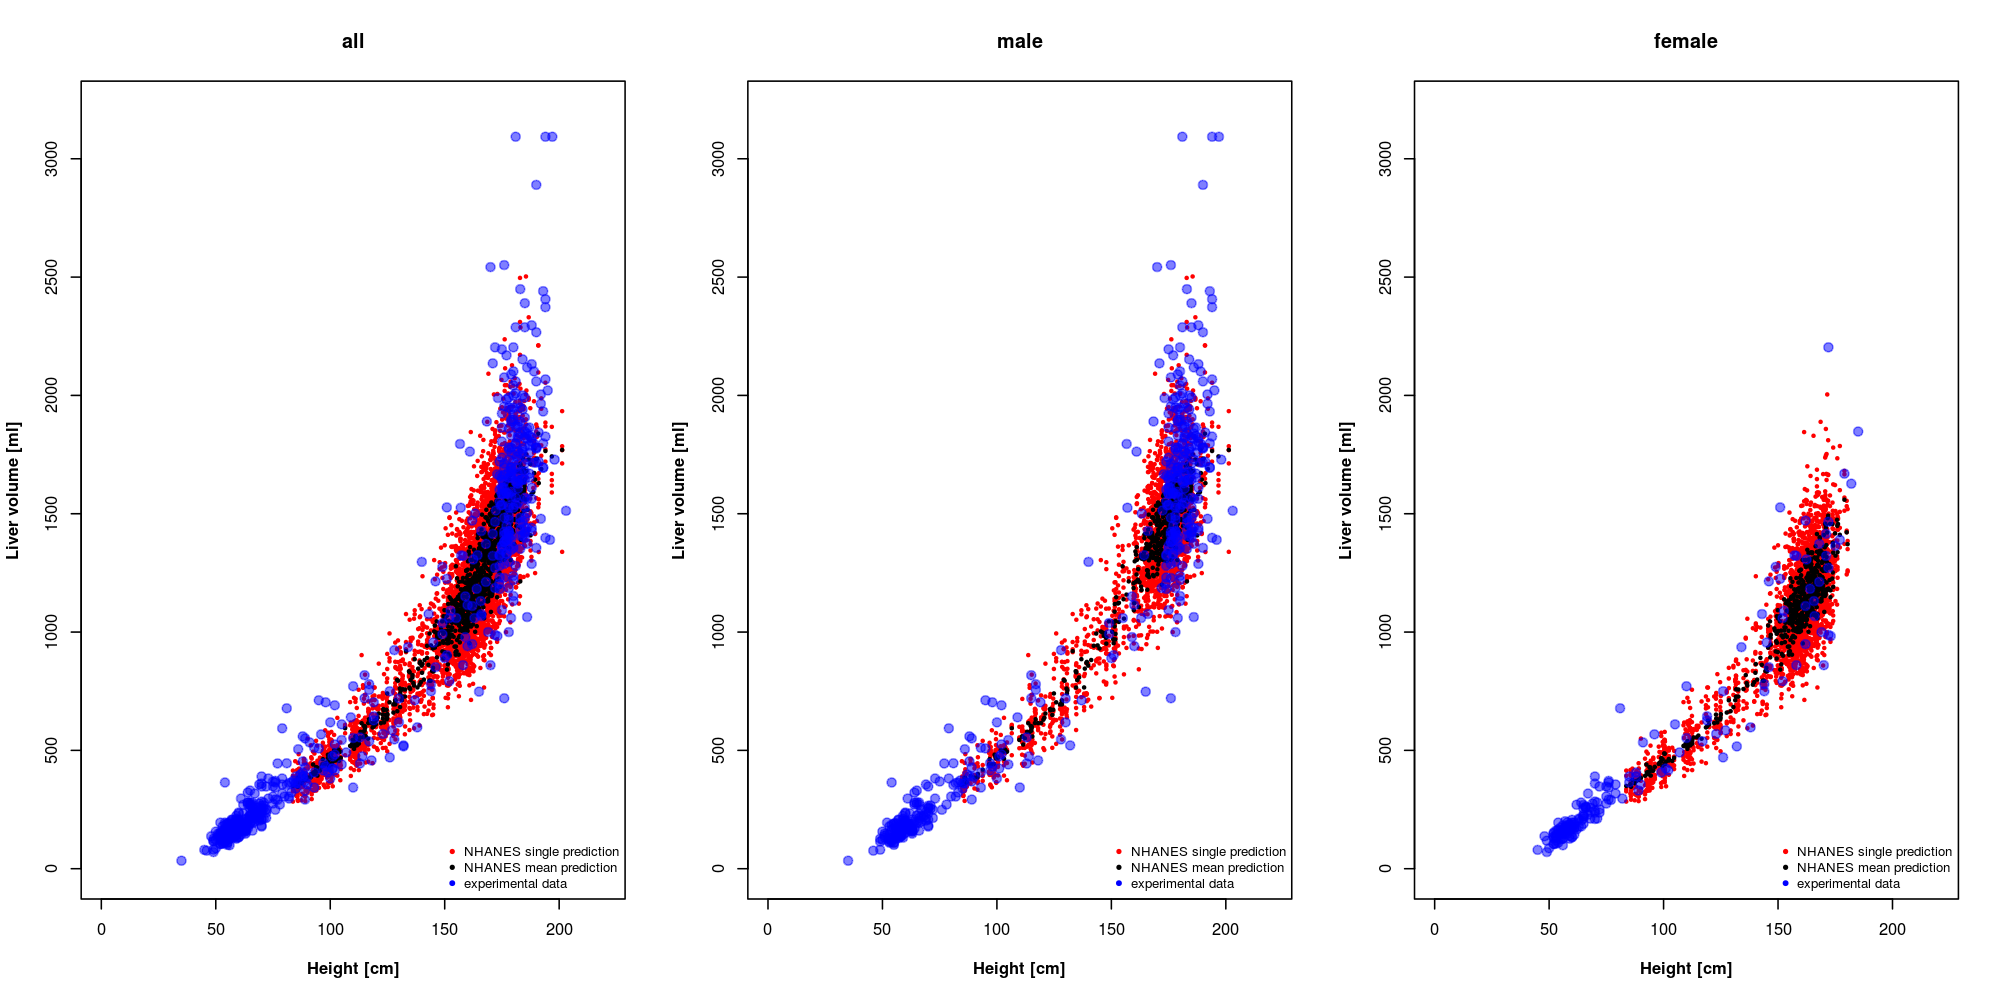 all
male
female
Liver volume [ml]
3000
2500
2000
1500
1000
500
0
NHANES single prediction
NHANES mean prediction
experimental data
0 50 100 150 200
Height [cm]
Liver volume [ml]
3000
2500
2000
1500
1000
500
0
NHANES single prediction
NHANES mean prediction
experimental data
0 50 100 150 200
Height [cm]
Liver volume [ml]
3000
2500
2000
1500
1000
500
0
NHANES single prediction
NHANES mean prediction
experimental data
0 50 100 150 200
Height [cm]